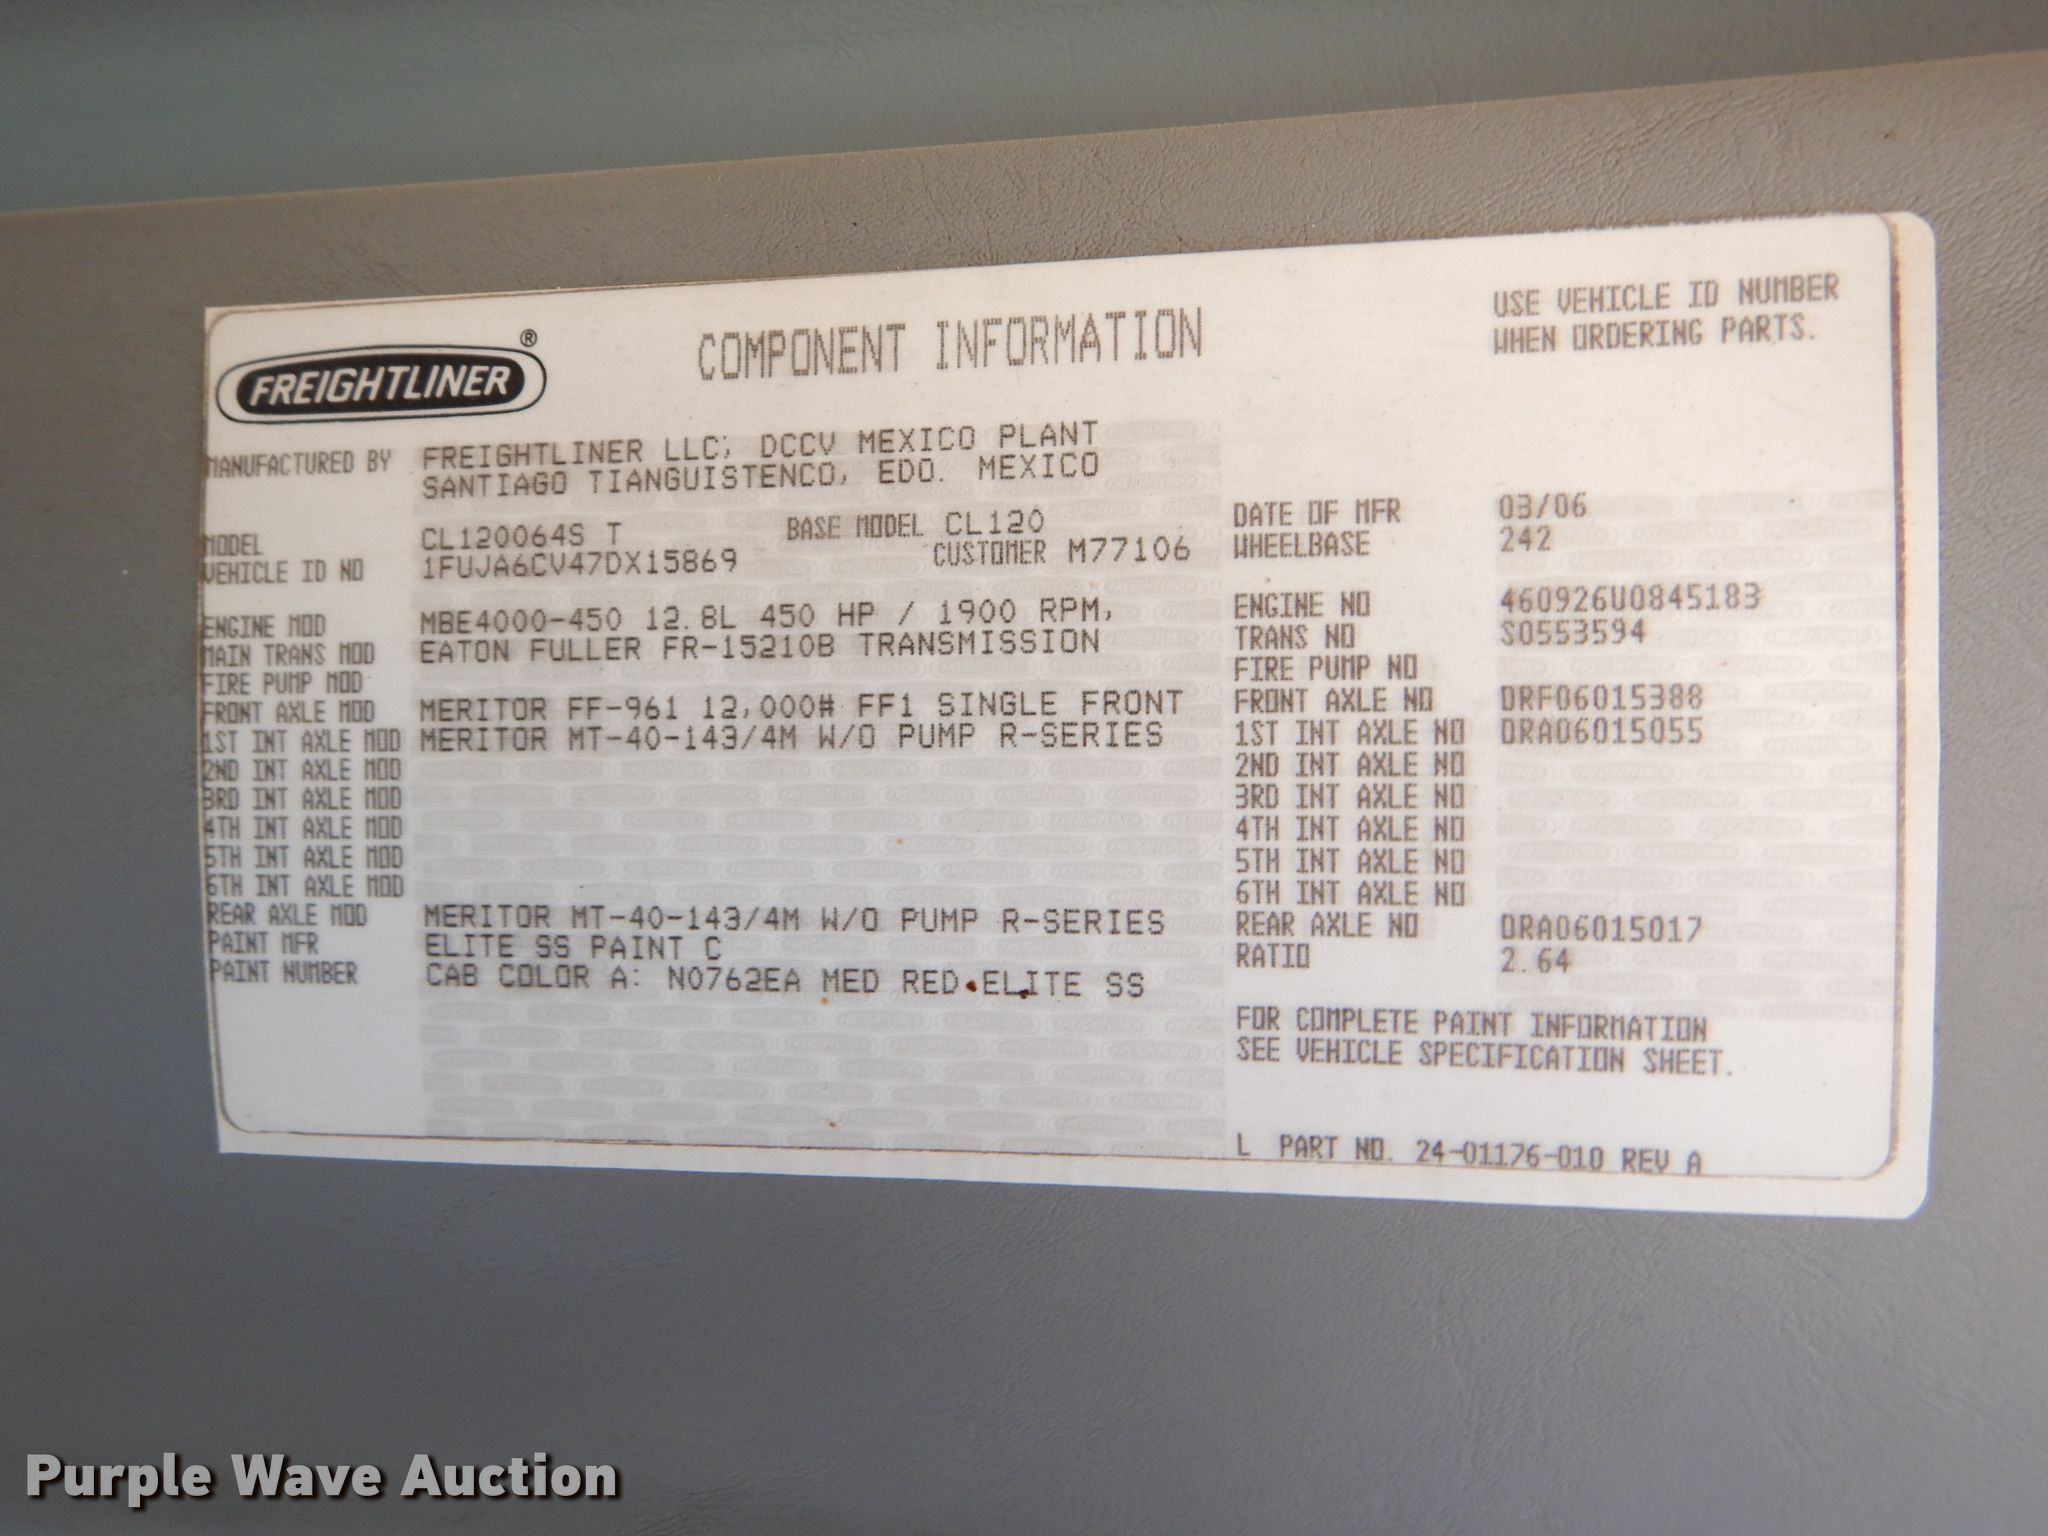 FREIGHTLINER ®
COMPONENT INFORMATION
USE VEHICLE ID NUMBER
WHEN ORDERING PARTS.
MANUFACTURED BY FREIGHTLINER LLC, DCCV MEXICO PLANT
SANTIAGO TIANGUISTENCO, EDO. MEXICO
MODEL CL120064S T BASE MODEL CL120
VEHICLE ID NO 1FUJA6CV47DX15869 CUSTOMER M77106
ENGINE MOD MBE4000-450 12.8L 450 HP / 1900 RPM,
MAIN TRANS MOD EATON FULLER FR-15210B TRANSMISSION
FIRE PUMP MOD
FRONT AXLE MOD MERITOR FF-961 12,000# FF1 SINGLE FRONT
1ST INT AXLE MOD MERITOR MT-40-143/4M W/O PUMP R-SERIES
2ND INT AXLE MOD
3RD INT AXLE MOD
4TH INT AXLE MOD
5TH INT AXLE MOD
6TH INT AXLE MOD
REAR AXLE MOD MERITOR MT-40-143/4M W/O PUMP R-SERIES
PAINT MFR ELITE SS PAINT C
PAINT NUMBER CAB COLOR A: N0762EA MED RED ELITE SS
DATE OF MFR 03/06
WHEELBASE 242
ENGINE NO 460926U0845183
TRANS NO S0553594
FIRE PUMP NO
FRONT AXLE NO ORF06015388
1ST INT AXLE NO ORA06015055
2ND INT AXLE NO
3RD INT AXLE NO
4TH INT AXLE NO
5TH INT AXLE NO
6TH INT AXLE NO
REAR AXLE NO ORA06015017
RATIO 2.64
FOR COMPLETE PAINT INFORMATION
SEE VEHICLE SPECIFICATION SHEET.
L PART NO. 24-01176-010 REV A
Purple Wave Auction